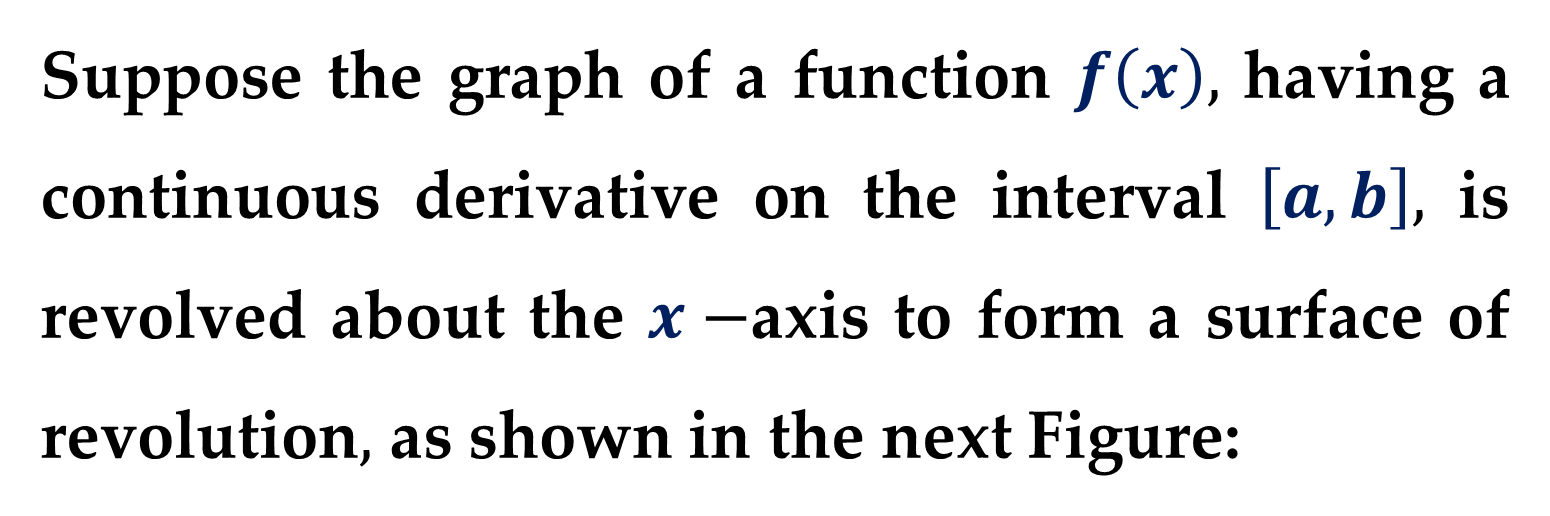 Suppose the graph of a function f(x), having a
continuous derivative on the interval [a, b], is
revolved about the x –axis to form a surface of
revolution, as shown in the next Figure: